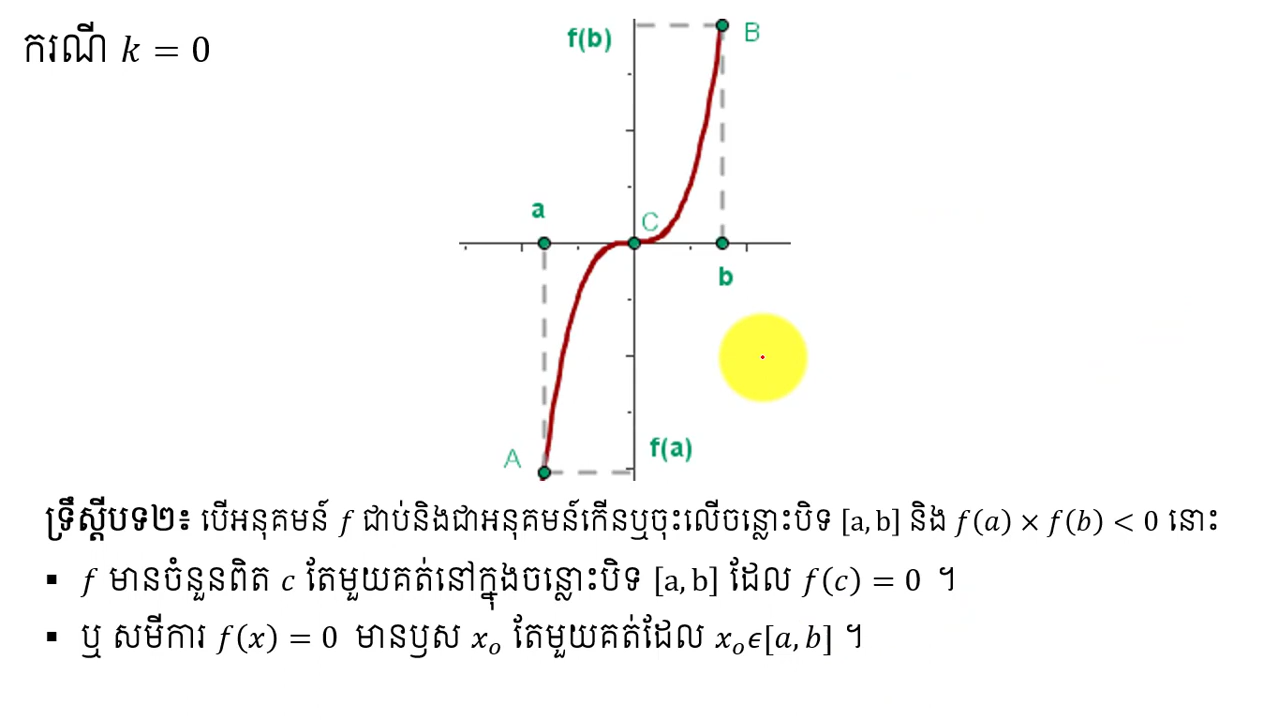 ករណី k = 0
f(b)
B
a
C
b
A
f(a)
ទ្រឹស្តីបទ២៖ បើអនុគមន៍ f ជាប់និងជាអនុគមន៍កើនឬចុះលើចន្លោះបិទ [a, b] និង f(a) × f(b) < 0 នោះ
▪ f មានចំនួនពិត c តែមួយគត់នៅក្នុងចន្លោះបិទ [a, b] ដែល f(c) = 0 ។
▪ ឬ សមីការ f(x) = 0 មានឫស xₒ តែមួយគត់ដែល xₒϵ[a, b] ។